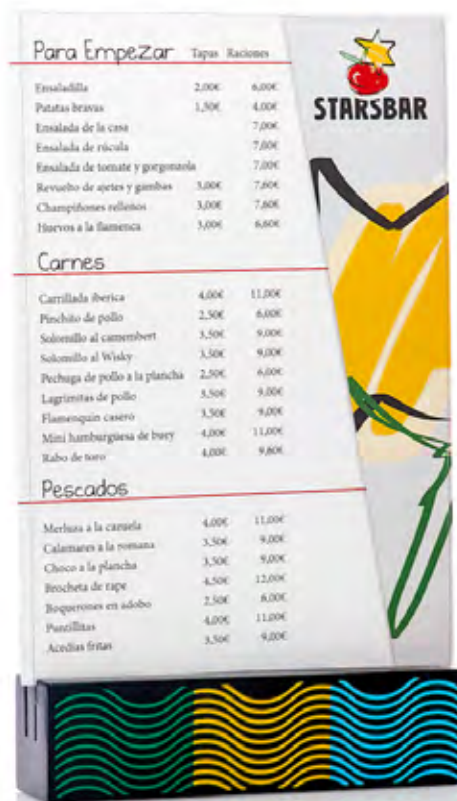 Para Empezar Tapas Raciones
STARSBAR
Ensaladilla 2,00€ 6,00€
Patatas bravas 1,50€ 4,00€
Ensalada de la casa 7,00€
Ensalada de rúcula 7,00€
Ensalada de tomate y gorgonzola 7,00€
Revuelto de ajetes y gambas 3,00€ 7,60€
Champiñones rellenos 3,00€ 7,60€
Huevos a la flamenca 3,00€ 6,60€
Carnes
Carrillada iberica 4,00€ 11,00€
Pinchito de pollo 2,50€ 6,00€
Solomillo al camembert 3,50€ 9,00€
Solomillo al Wisky 3,50€ 9,00€
Pechuga de pollo a la plancha 2,50€ 6,00€
Lagrimitas de pollo 3,50€ 9,00€
Flamenquin casero 3,50€ 9,00€
Mini hamburguesa de buey 4,00€ 11,00€
Rabo de toro 4,00€ 9,80€
Pescados
Merluza a la cazuela 4,00€ 11,00€
Calamares a la romana 3,50€ 9,00€
Choco a la plancha 3,50€ 9,00€
Brocheta de rape 4,50€ 12,00€
Boquerones en adobo 2,50€ 6,00€
Puntillitas 4,00€ 11,00€
Acedias fritas 3,50€ 9,00€